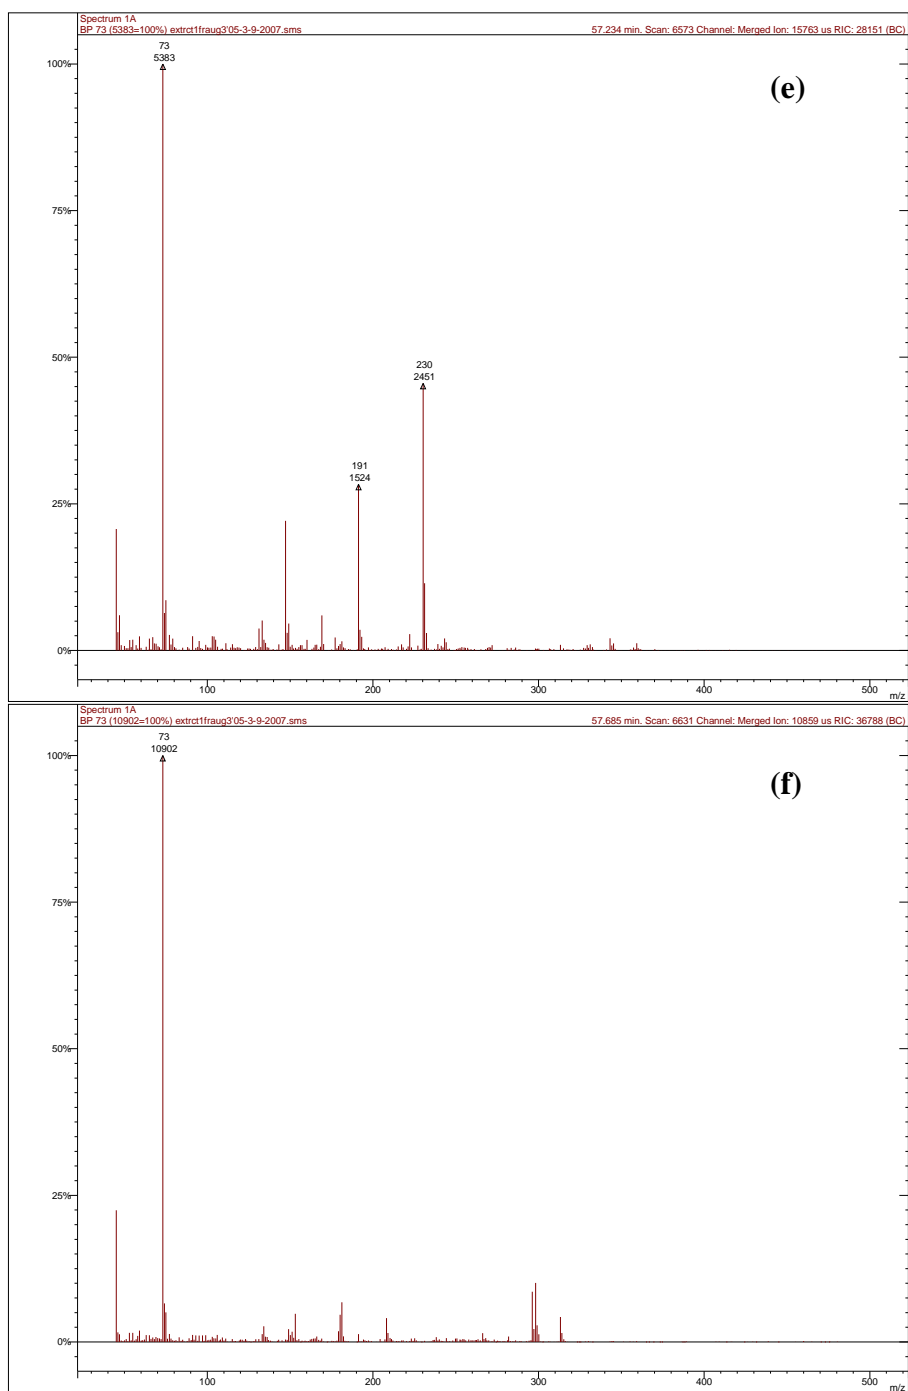 Spectrum 1A
BP 73 (5383=100%) extrct1fraug3'05-3-9-2007.sms 57.234 min. Scan: 6573 Channel: Merged Ion: 15763 us RIC: 28151 (BC)
73
5383
100%
(e)
75%
50%
230
2451
191
1524
25%
0%
100 200 300 400 500
m/z
Spectrum 1A
BP 73 (10902=100%) extrct1fraug3'05-3-9-2007.sms 57.685 min. Scan: 6631 Channel: Merged Ion: 10859 us RIC: 36788 (BC)
73
10902
100%
(f)
75%
50%
25%
0%
100 200 300 400 500
m/z